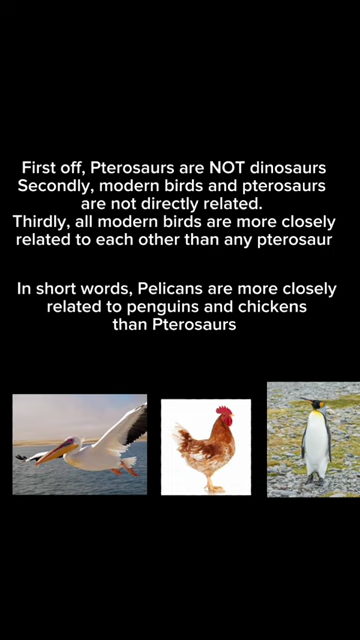 First off, Pterosaurs are NOT dinosaurs
Secondly, modern birds and pterosaurs
are not directly related.
Thirdly, all modern birds are more closely
related to each other than any pterosaur
In short words, Pelicans are more closely
related to penguins and chickens
than Pterosaurs